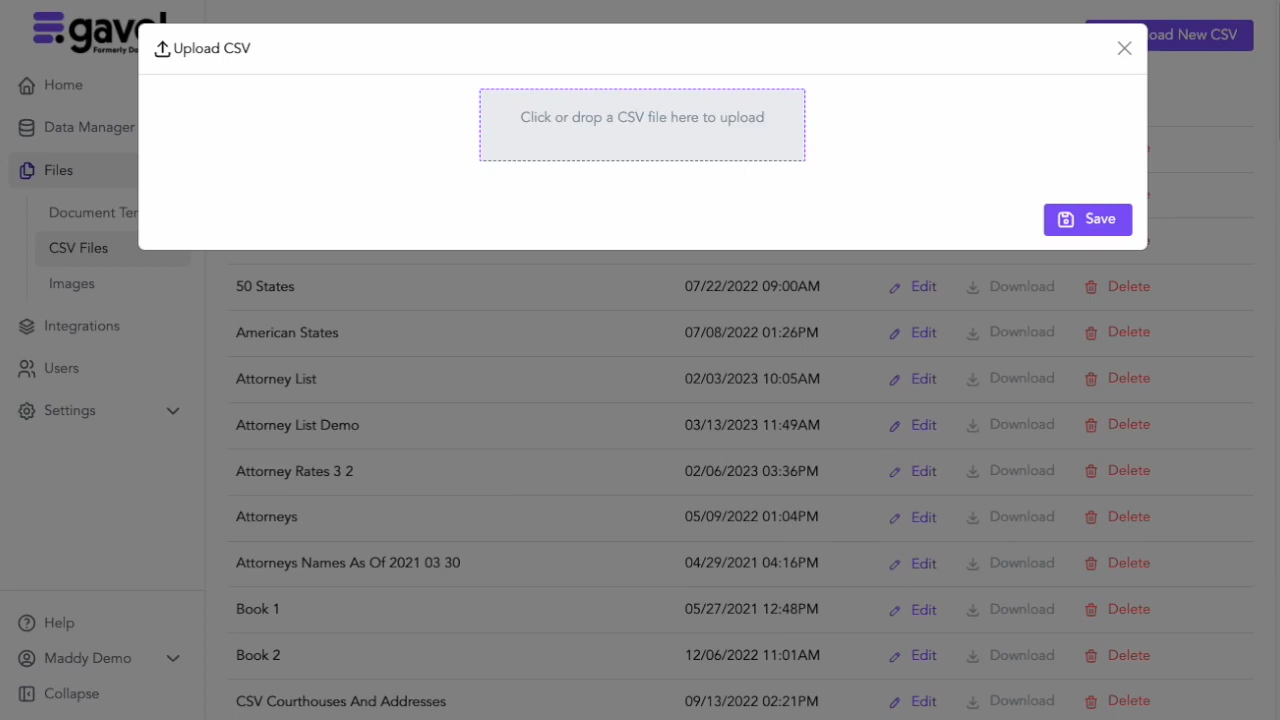 gavel
Formerly Do
Upload CSV
oad New CSV
Click or drop a CSV file here to upload
Save
Home
Data Manager
Files
Document Ter
CSV Files
Images
Integrations
Users
Settings
50 States 07/22/2022 09:00AM Edit Download Delete
American States 07/08/2022 01:26PM Edit Download Delete
Attorney List 02/03/2023 10:05AM Edit Download Delete
Attorney List Demo 03/13/2023 11:49AM Edit Download Delete
Attorney Rates 3 2 02/06/2023 03:36PM Edit Download Delete
Attorneys 05/09/2022 01:04PM Edit Download Delete
Attorneys Names As Of 2021 03 30 04/29/2021 04:16PM Edit Download Delete
Book 1 05/27/2021 12:48PM Edit Download Delete
Book 2 12/06/2022 11:01AM Edit Download Delete
CSV Courthouses And Addresses 09/13/2022 02:21PM Edit Download Delete
Help
Maddy Demo
Collapse